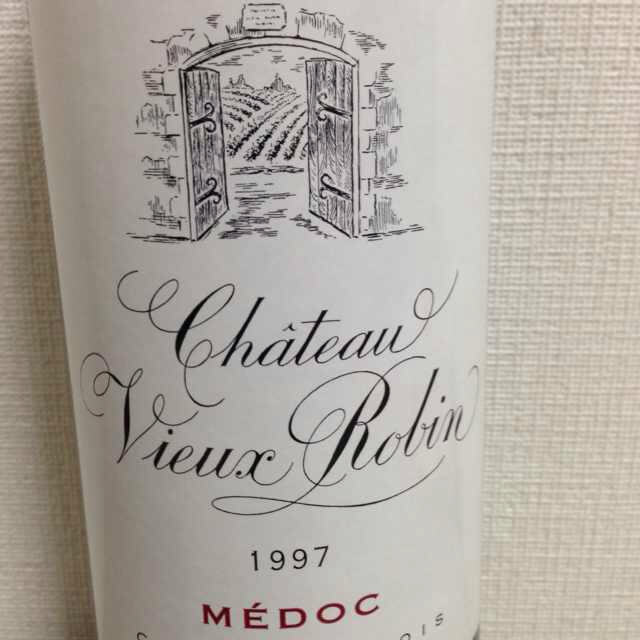 Château
Vieux Robin
1997
MÉDOC